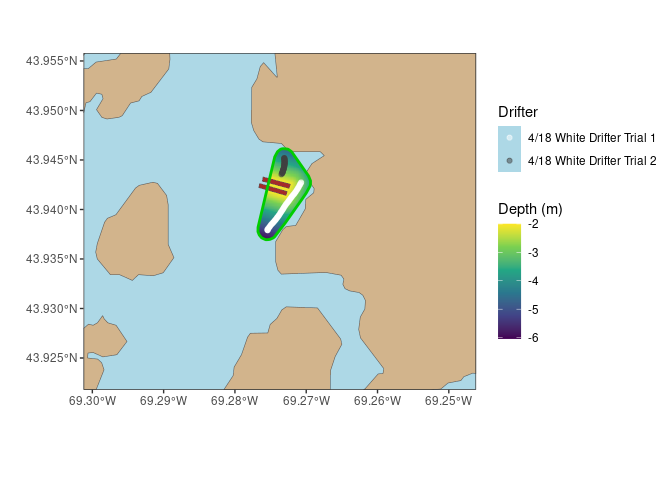 43.955°N
43.950°N
43.945°N
43.940°N
43.935°N
43.930°N
43.925°N
69.30°W 69.29°W 69.28°W 69.27°W 69.26°W 69.25°W
Drifter
4/18 White Drifter Trial 1
4/18 White Drifter Trial 2
Depth (m)
-2
-3
-4
-5
-6